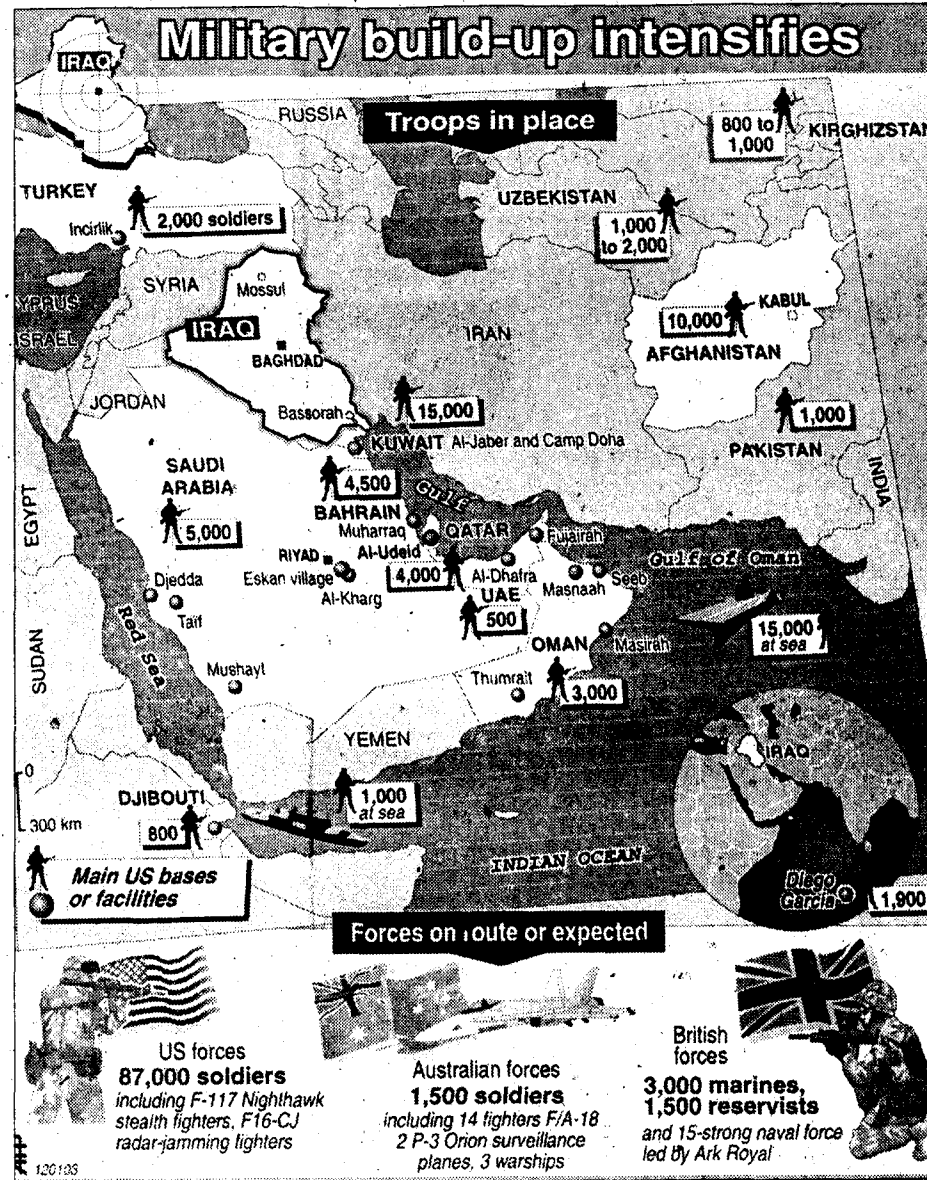 Military build-up intensifies
IRAQ
Troops in place
RUSSIA
800 to
1,000
KIRGHIZSTAN
TURKEY
2,000 soldiers
Incirlik
UZBEKISTAN
1,000
to 2,000
SYRIA
Mossul
YPRUS
ISRAEL
IRAQ
BAGHDAD
IRAN
KABUL
10,000
AFGHANISTAN
JORDAN
Bassorah
15,000
KUWAIT Al-Jaber and Camp Doha
1,000
PAKISTAN
INDIA
SAUDI
ARABIA
5,000
4,500
Gulf
BAHRAIN
Muharraq
QATAR
Fujairah
EGYPT
RIYAD
Al-Udeid
4,000
Eskan village
Al-Kharg
Al-Dhafra
UAE
500
Masnaah
Seeb
Gulf of Oman
Djedda
Taif
Red Sea
15,000
at sea
OMAN
Masirah
SUDAN
Mushayt
Thumrait
3,000
YEMEN
IRAQ
0
300 km
DJIBOUTI
800
1,000
at sea
INDIAN OCEAN
Diego
Garcia
1,900
Main US bases
or facilities
Forces on route or expected
US forces
87,000 soldiers
including F-117 Nighthawk
stealth fighters, F16-CJ
radar-jamming fighters
Australian forces
1,500 soldiers
including 14 fighters F/A-18
2 P-3 Orion surveillance
planes, 3 warships
British
forces
3,000 marines,
1,500 reservists
and 15-strong naval force
led by Ark Royal
AFP
120103